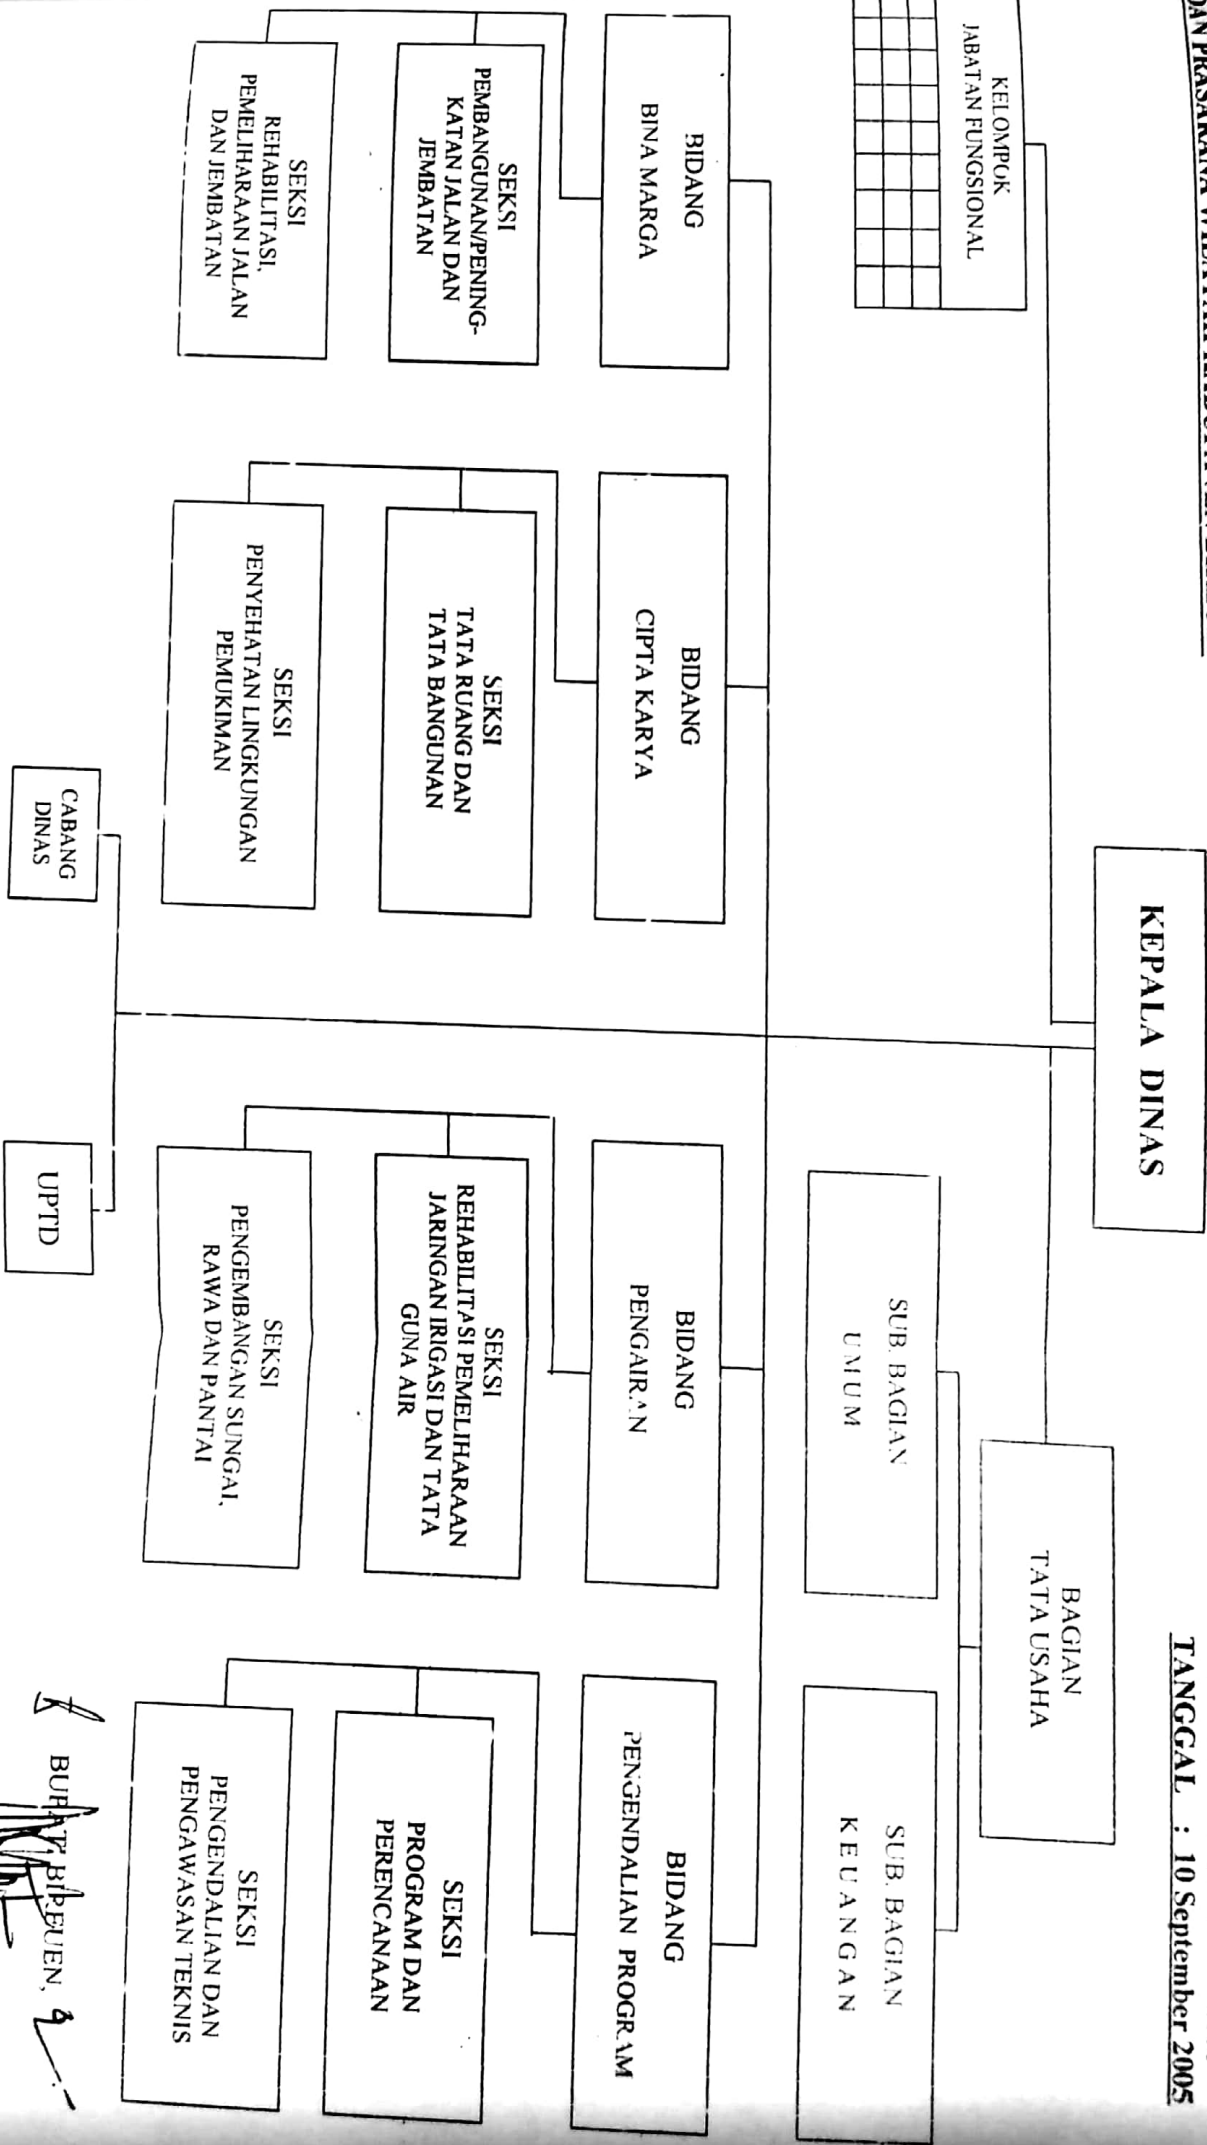 DAN PRASARANA WILAYAH
TANGGAL : 10 September 2005
KEPALA DINAS
KELOMPOK
JABATAN FUNGSIONAL
BAGIAN
TATA USAHA
SUB. BAGIAN
UMUM
SUB. BAGIAN
KEUANGAN
BIDANG
BINA MARGA
BIDANG
CIPTA KARYA
BIDANG
PENGAIRAN
BIDANG
PENGENDALIAN PROGRAM
SEKSI
PEMBANGUNAN/PENING-
KATAN JALAN DAN
JEMBATAN
SEKSI
TATA RUANG DAN
TATA BANGUNAN
SEKSI
REHABILITASI PEMELIHARAAN
JARINGAN IRIGASI DAN TATA
GUNA AIR
SEKSI
PROGRAM DAN
PERENCANAAN
SEKSI
REHABILITASI,
PEMELIHARAAN JALAN
DAN JEMBATAN
SEKSI
PENYEHATAN LINGKUNGAN
PEMUKIMAN
SEKSI
PENGEMBANGAN SUNGAI,
RAWA DAN PANTAI
SEKSI
PENGENDALIAN DAN
PENGAWASAN TEKNIS
CABANG
DINAS
UPTD
BUPATI BIREUEN,